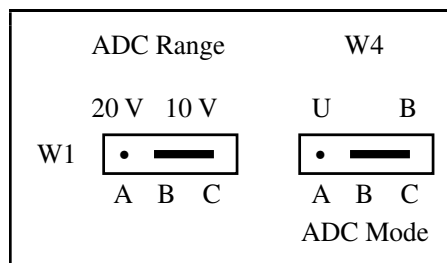 ADC Range W4
20 V 10 V U B
W1
A B C A B C
ADC Mode